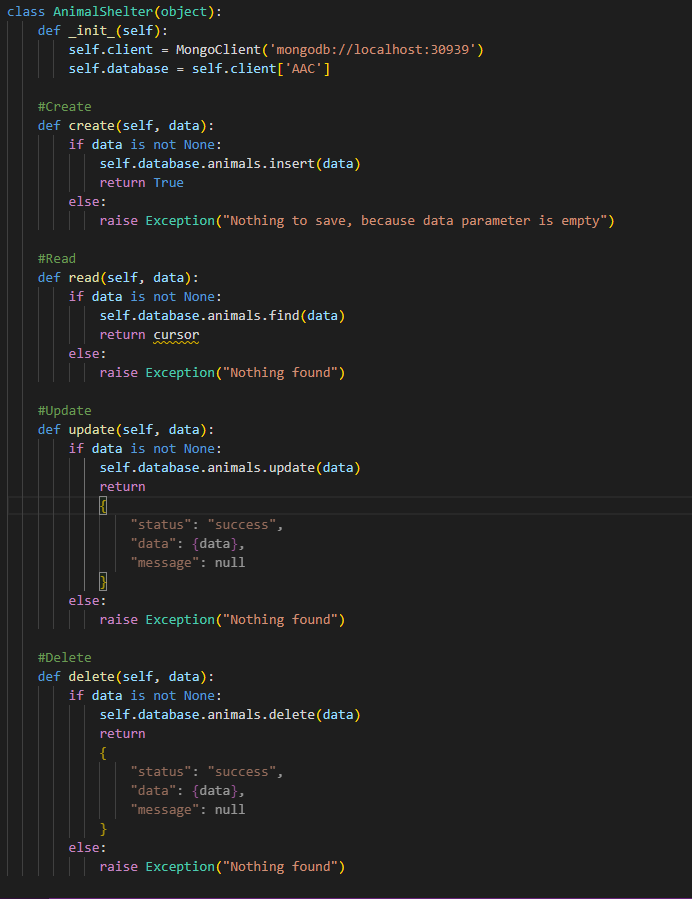 class AnimalShelter(object):
    def _init_(self):
        self.client = MongoClient('mongodb://localhost:30939')
        self.database = self.client['AAC']

    #Create
    def create(self, data):
        if data is not None:
            self.database.animals.insert(data)
            return True
        else:
            raise Exception("Nothing to save, because data parameter is empty")

    #Read
    def read(self, data):
        if data is not None:
            self.database.animals.find(data)
            return cursor
        else:
            raise Exception("Nothing found")

    #Update
    def update(self, data):
        if data is not None:
            self.database.animals.update(data)
            return
            {
                "status": "success",
                "data": {data},
                "message": null
            }
        else:
            raise Exception("Nothing found")

    #Delete
    def delete(self, data):
        if data is not None:
            self.database.animals.delete(data)
            return
            {
                "status": "success",
                "data": {data},
                "message": null
            }
        else:
            raise Exception("Nothing found")